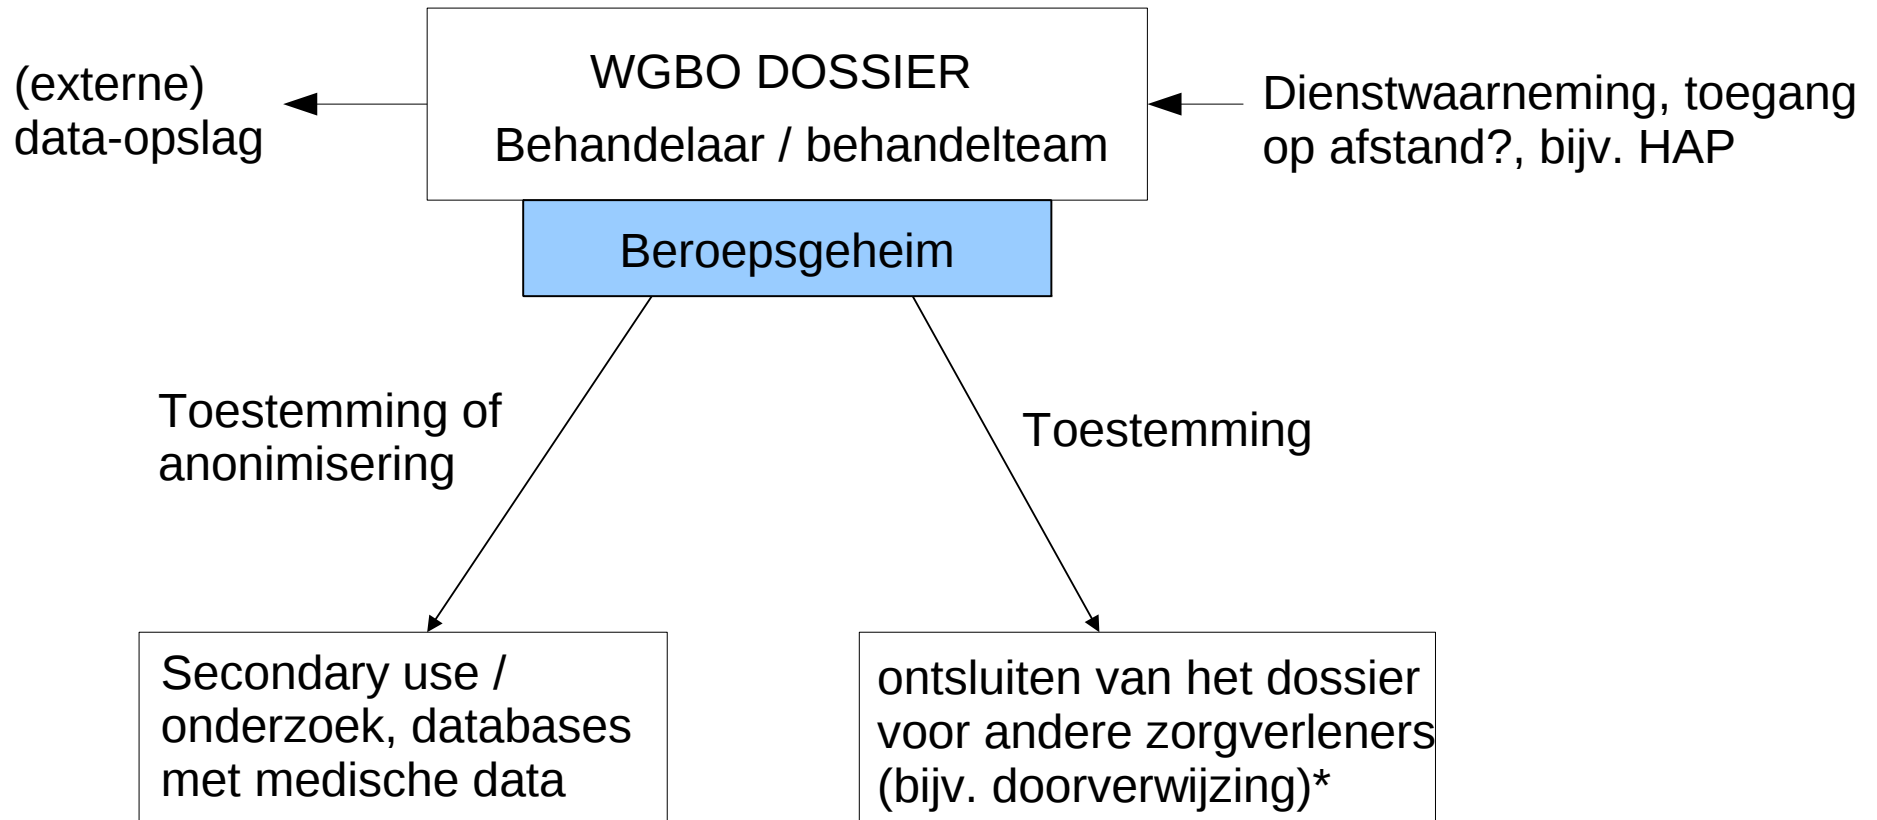 (externe)
data-opslag
WGBO DOSSIER
Behandelaar / behandelteam
Dienstwaarneming, toegang
op afstand?, bijv. HAP
Beroepsgeheim
Toestemming of
anonimisering
Toestemming
Secondary use /
onderzoek, databases
met medische data
ontsluiten van het dossier
voor andere zorgverleners
(bijv. doorverwijzing)*